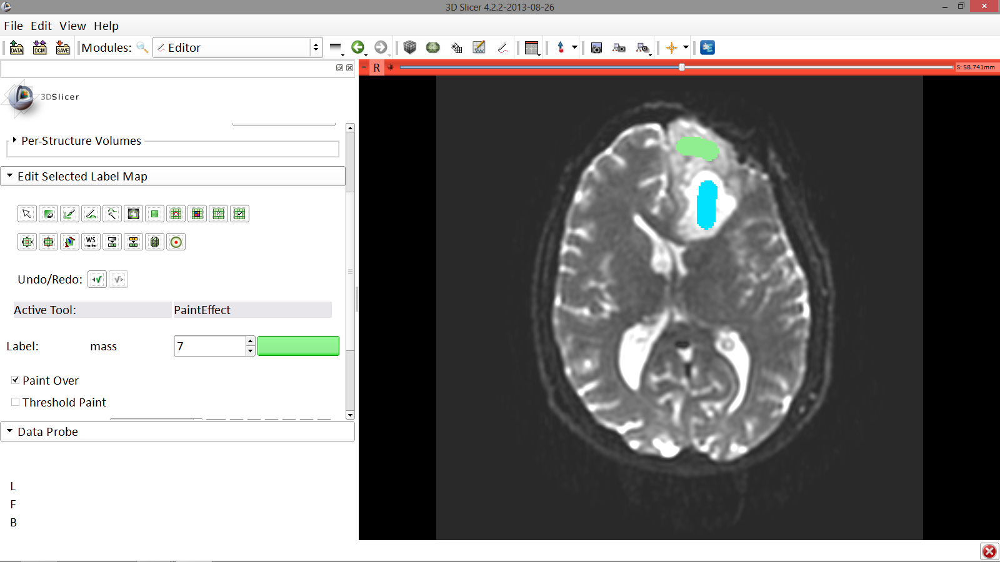 3D Slicer 4.2.2-2013-08-26
File Edit View Help
DATA DCM SAVE Modules: Editor
R S: 58.741mm
3DSlicer
Per-Structure Volumes
Edit Selected Label Map
WS
marker
Undo/Redo:
Active Tool: PaintEffect
Label: mass 7
Paint Over
Threshold Paint
Data Probe
L
F
B